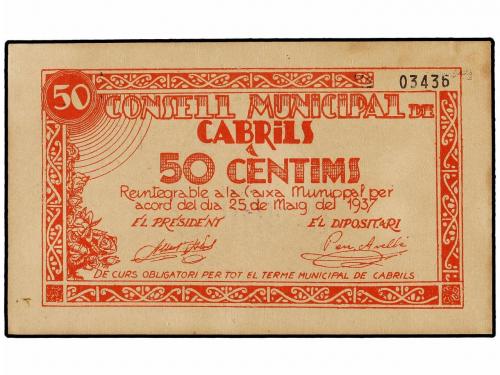 50
03436
CONSELL MUNICIPAL DE
CABRILS
50 CÈNTIMS
Reintegrable a la Caixa Municipal per
acord del dia 25 de Maig del 1937
EL PRESIDENT EL DIPOSITARI
DE CURS OBLIGATORI PER TOT EL TERME MUNICIPAL DE CABRILS